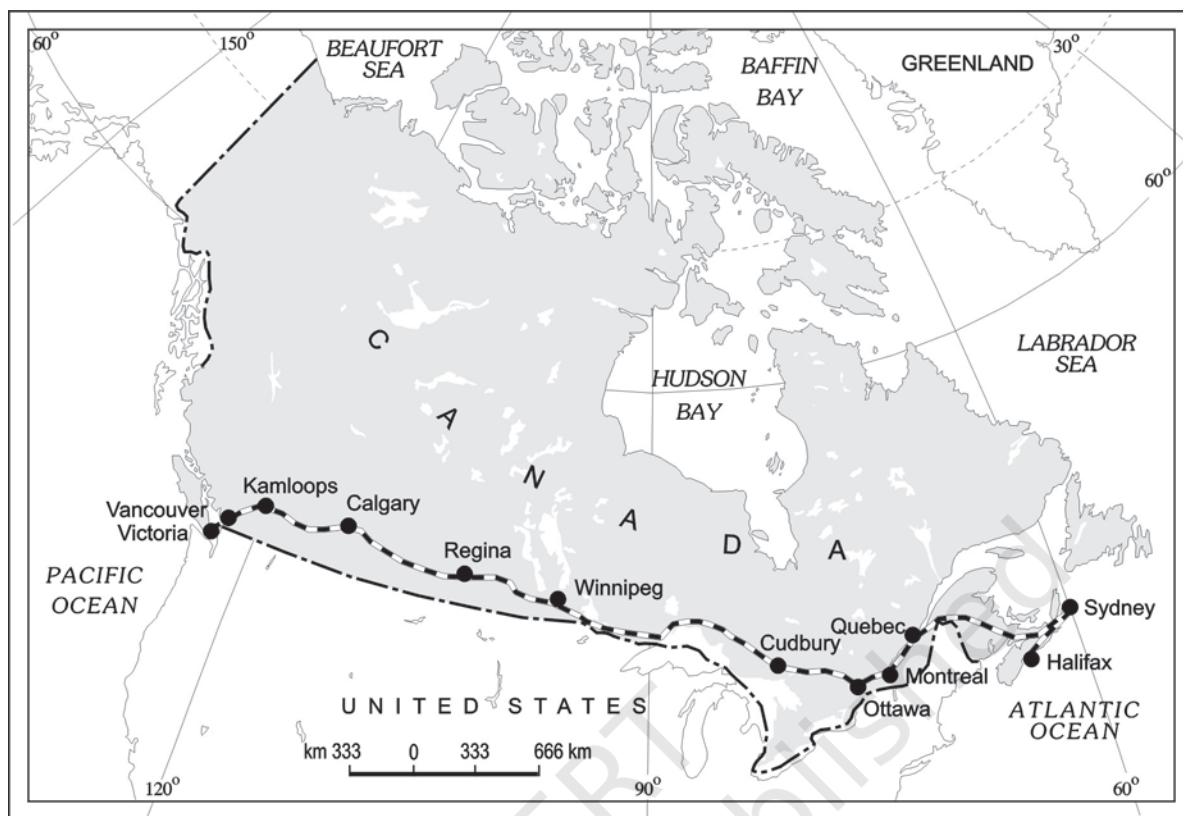 60°
150°
BEAUFORT
SEA
BAFFIN
BAY
GREENLAND
30°
60°
LABRADOR
SEA
HUDSON
BAY
C A N A D A
Kamloops
Vancouver
Victoria
Calgary
Regina
Winnipeg
PACIFIC
OCEAN
Cudbury
Quebec
Sydney
Halifax
Montreal
Ottawa
ATLANTIC
OCEAN
UNITED STATES
km 333 0 333 666 km
120°
90°
60°